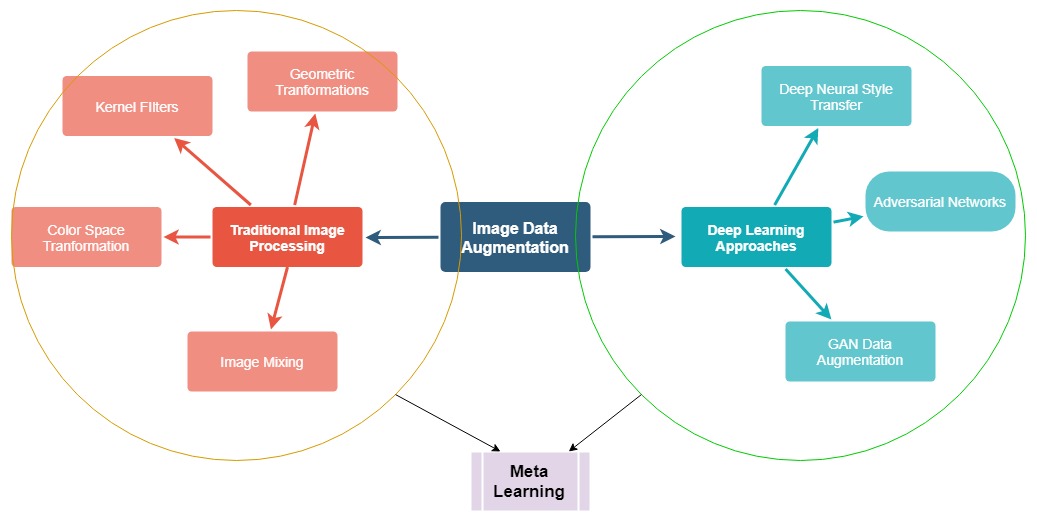 Geometric
Tranformations
Kernel FIlters
Deep Neural Style
Transfer
Adversarial Networks
Color Space
Tranformation
Traditional Image
Processing
Image Data
Augmentation
Deep Learning
Approaches
Image Mixing
GAN Data
Augmentation
Meta
Learning